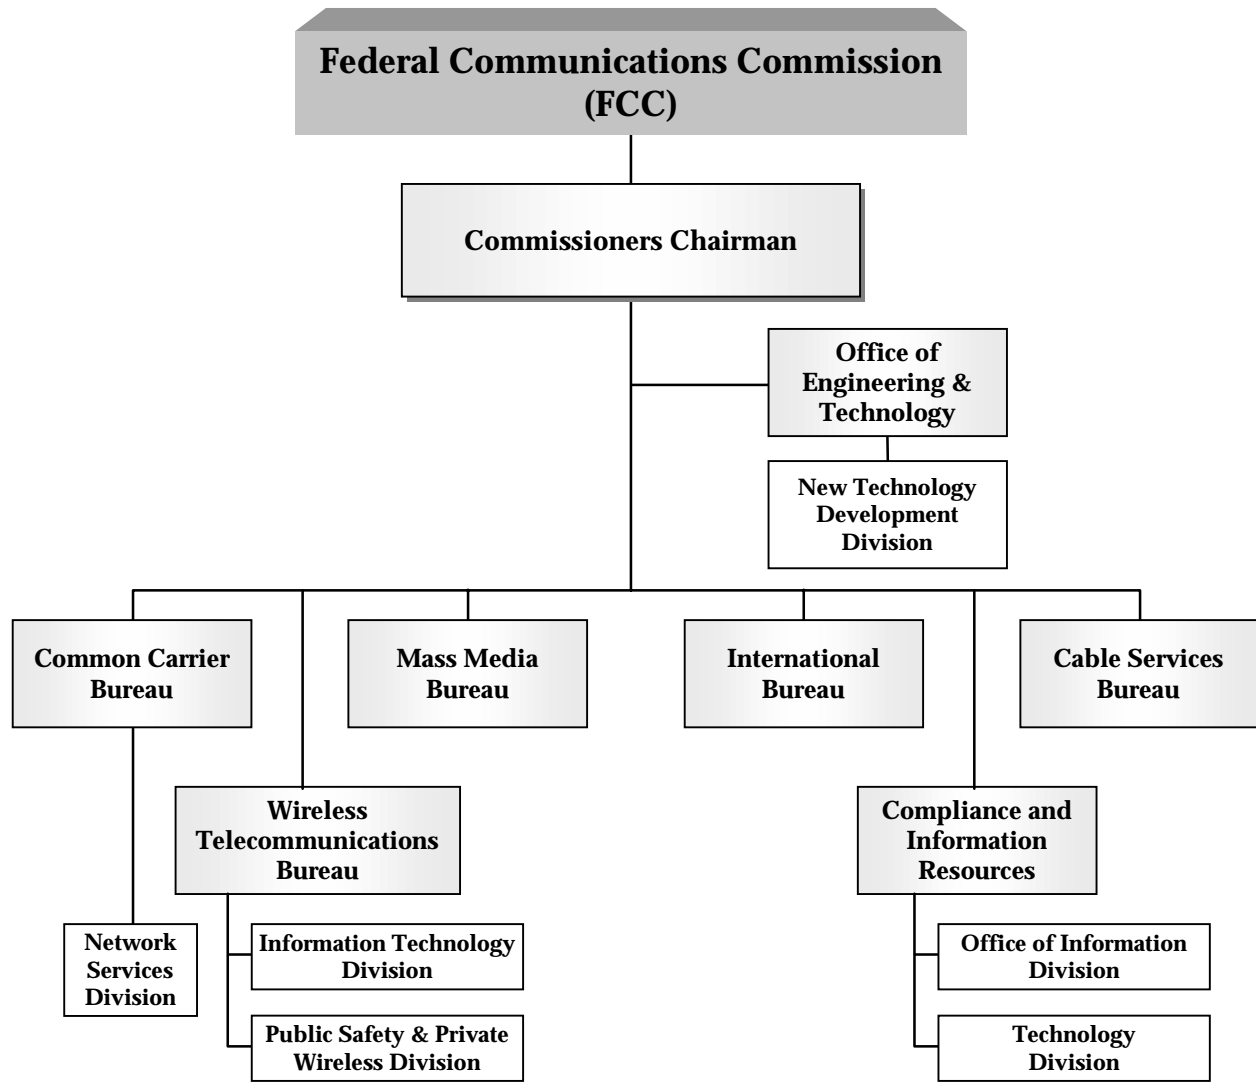 Federal Communications Commission
(FCC)
Commissioners Chairman
Office of
Engineering &
Technology
New Technology
Development
Division
Common Carrier
Bureau
Mass Media
Bureau
International
Bureau
Cable Services
Bureau
Wireless
Telecommunications
Bureau
Compliance and
Information
Resources
Network
Services
Division
Information Technology
Division
Public Safety & Private
Wireless Division
Office of Information
Division
Technology
Division